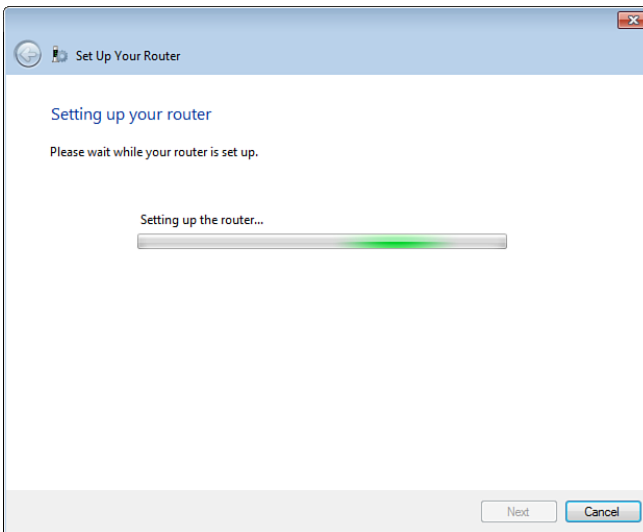 Set Up Your Router
Setting up your router
Please wait while your router is set up.
Setting up the router...
Next
Cancel